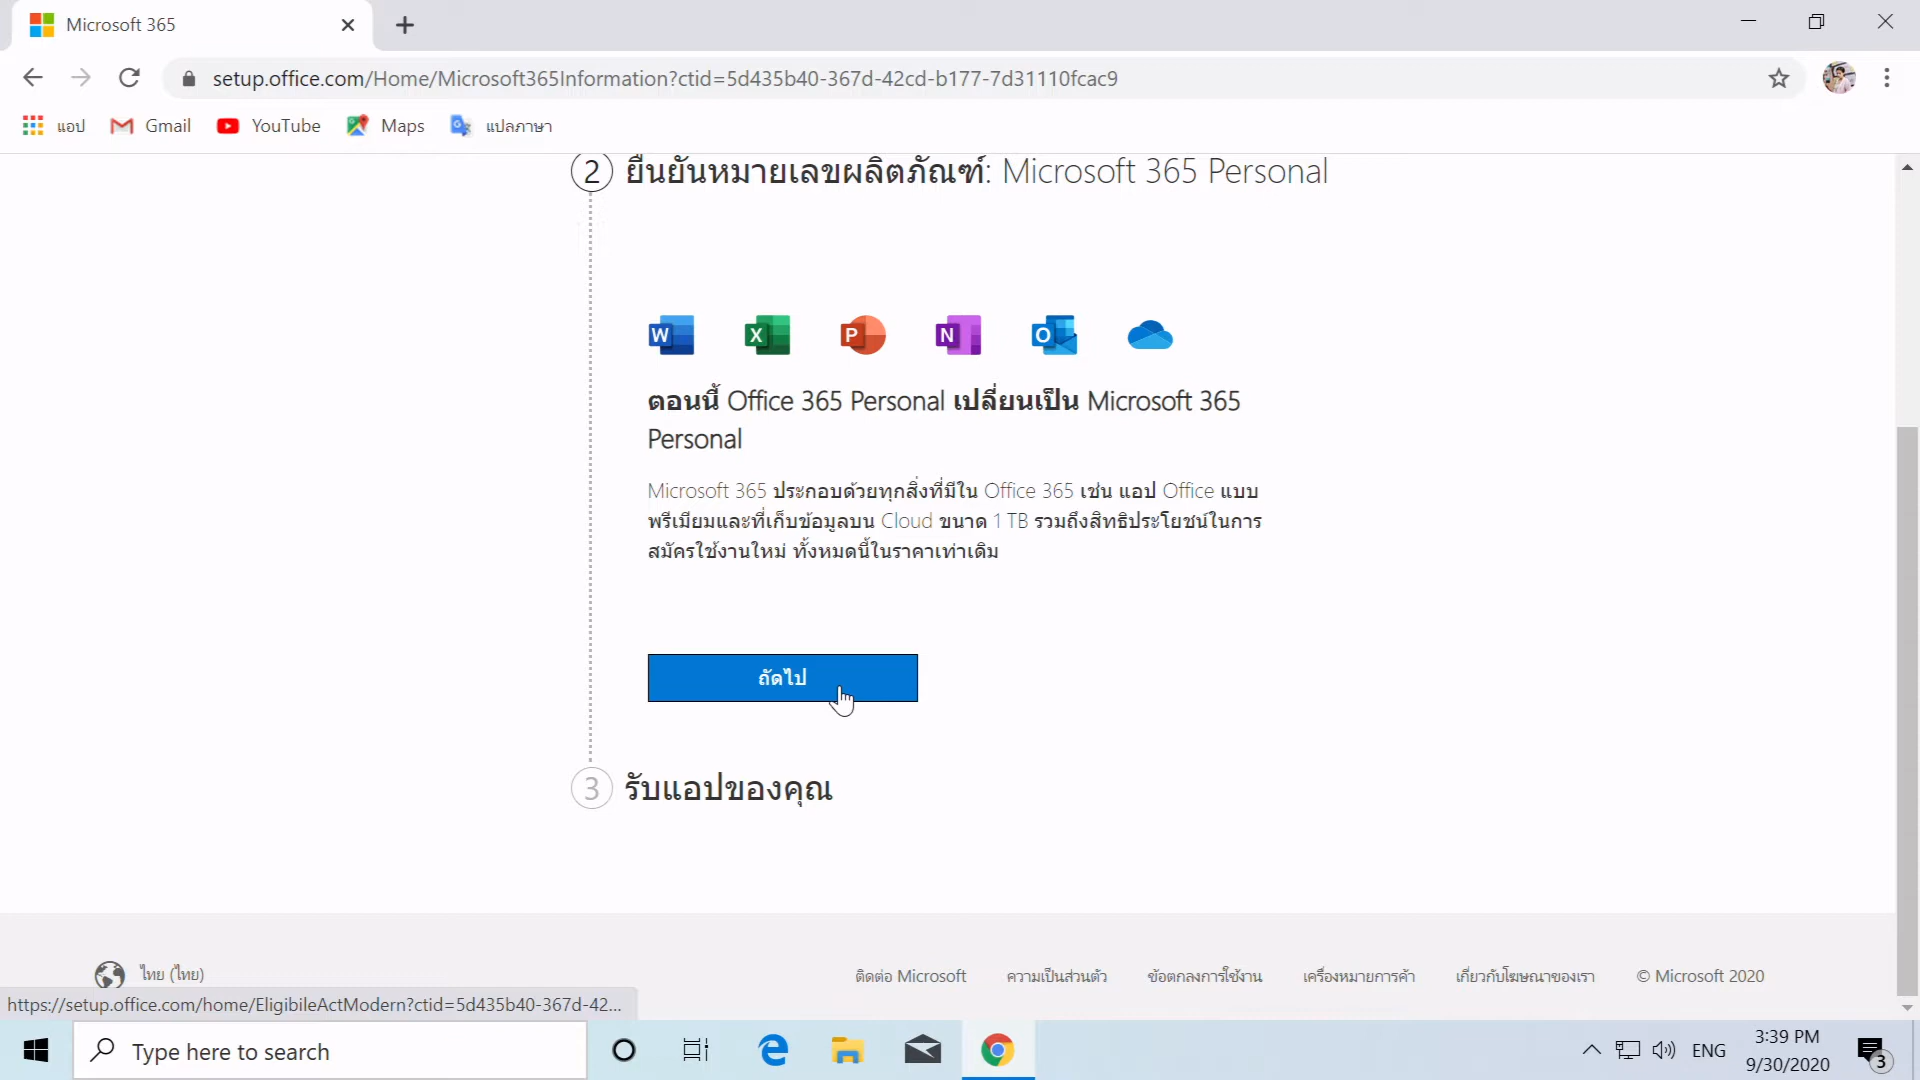 Microsoft 365
setup.office.com/Home/Microsoft365Information?ctid=5d435b40-367d-42cd-b177-7d31110fcac9
แอป Gmail YouTube Maps แปลภาษา
2 ยืนยันหมายเลขผลิตภัณฑ์: Microsoft 365 Personal
W X P N O
ตอนนี้ Office 365 Personal เปลี่ยนเป็น Microsoft 365
Personal
Microsoft 365 ประกอบด้วยทุกสิ่งที่มีใน Office 365 เช่น แอป Office แบบ
พรีเมียมและที่เก็บข้อมูลบน Cloud ขนาด 1 TB รวมถึงสิทธิประโยชน์ในการ
สมัครใช้งานใหม่ ทั้งหมดนี้ในราคาเท่าเดิม
ถัดไป
3 รับแอปของคุณ
ไทย (ไทย)
ติดต่อ Microsoft ความเป็นส่วนตัว ข้อตกลงการใช้งาน เครื่องหมายการค้า เกี่ยวกับโฆษณาของเรา © Microsoft 2020
https://setup.office.com/home/EligibileActModern?ctid=5d435b40-367d-42...
Type here to search
ENG
3:39 PM
9/30/2020
3